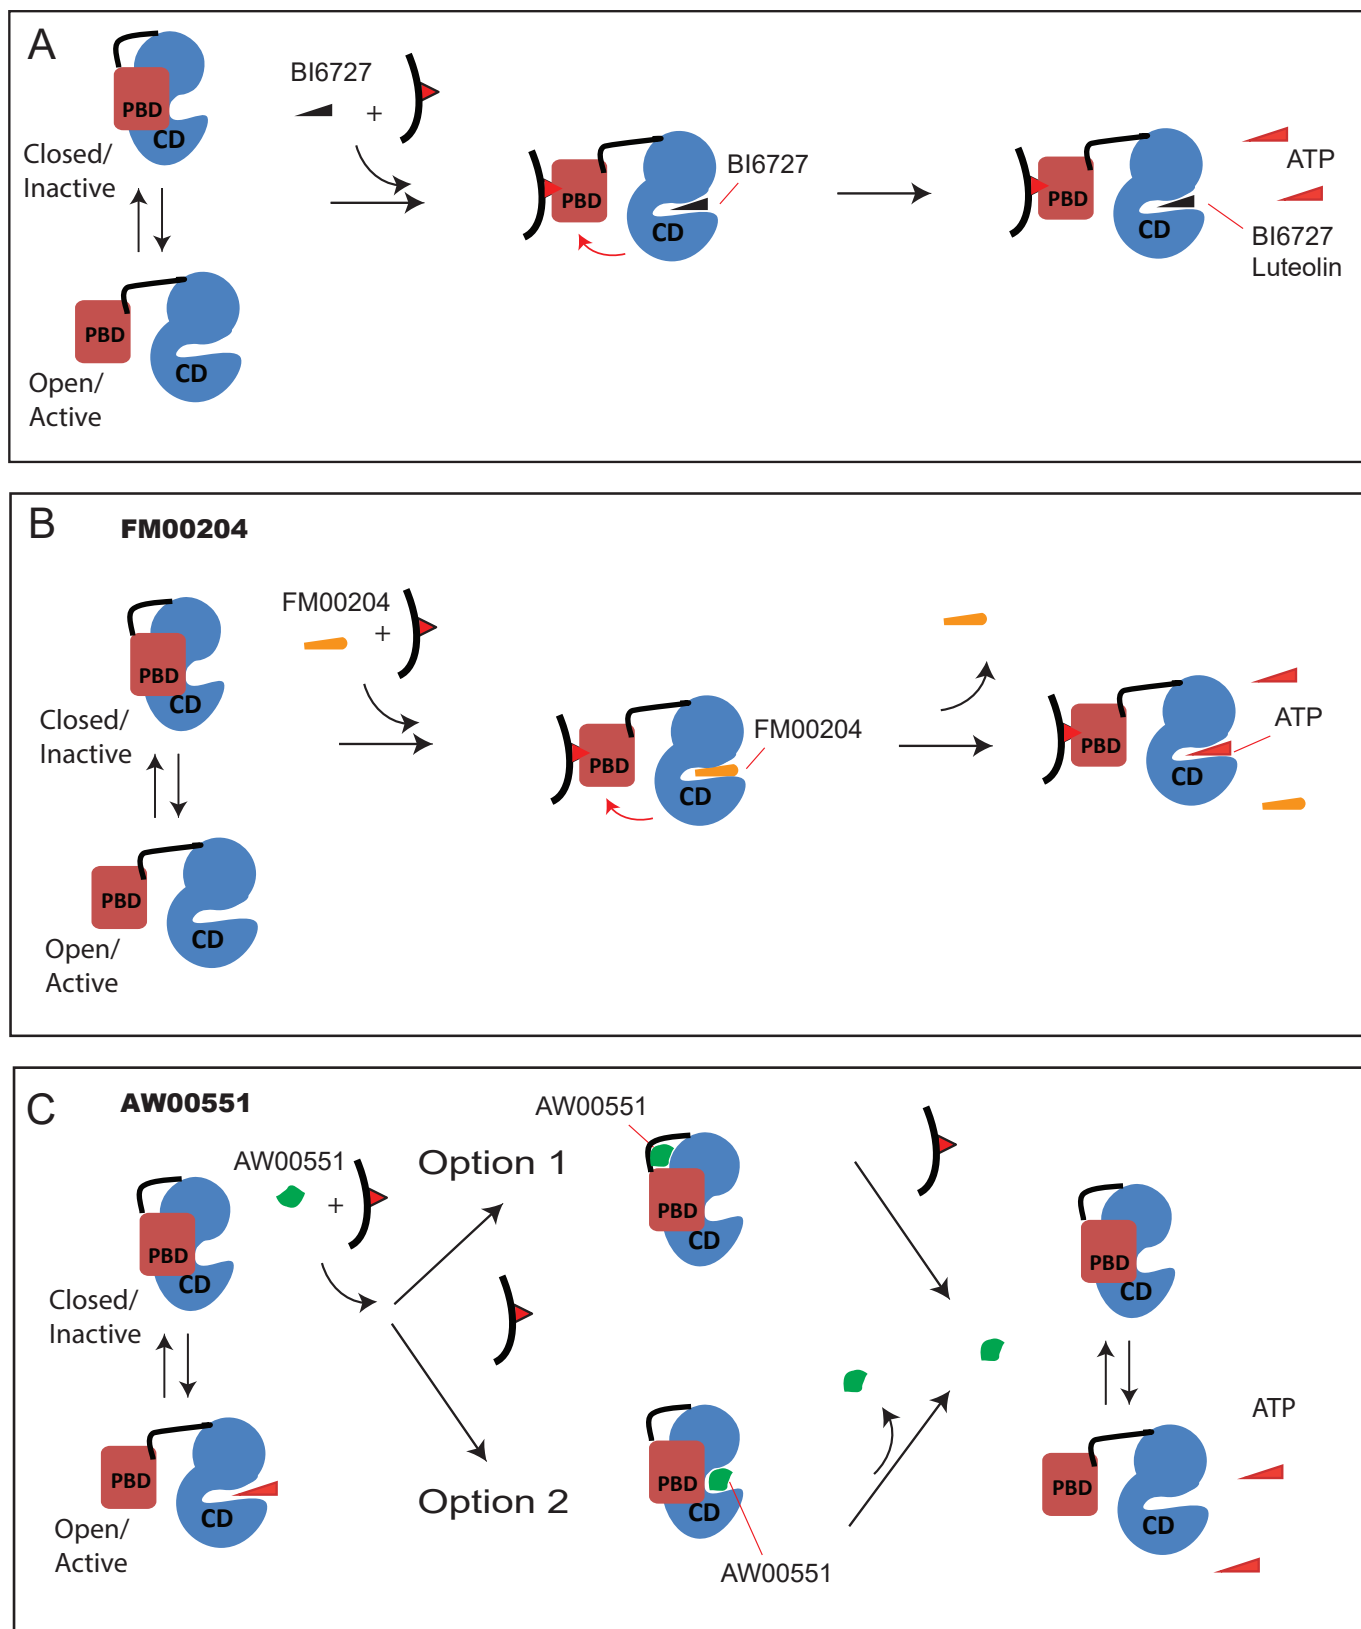 A
PBD
CD
Closed/
Inactive
PBD
CD
Open/
Active
BI6727
+
PBD
CD
BI6727
PBD
CD
ATP
BI6727
Luteolin
B
FM00204
PBD
CD
Closed/
Inactive
PBD
CD
Open/
Active
FM00204
+
PBD
CD
FM00204
PBD
CD
ATP
C
AW00551
PBD
CD
Closed/
Inactive
PBD
CD
Open/
Active
AW00551
+
Option 1
AW00551
PBD
CD
Option 2
PBD
CD
AW00551
PBD
CD
PBD
CD
ATP